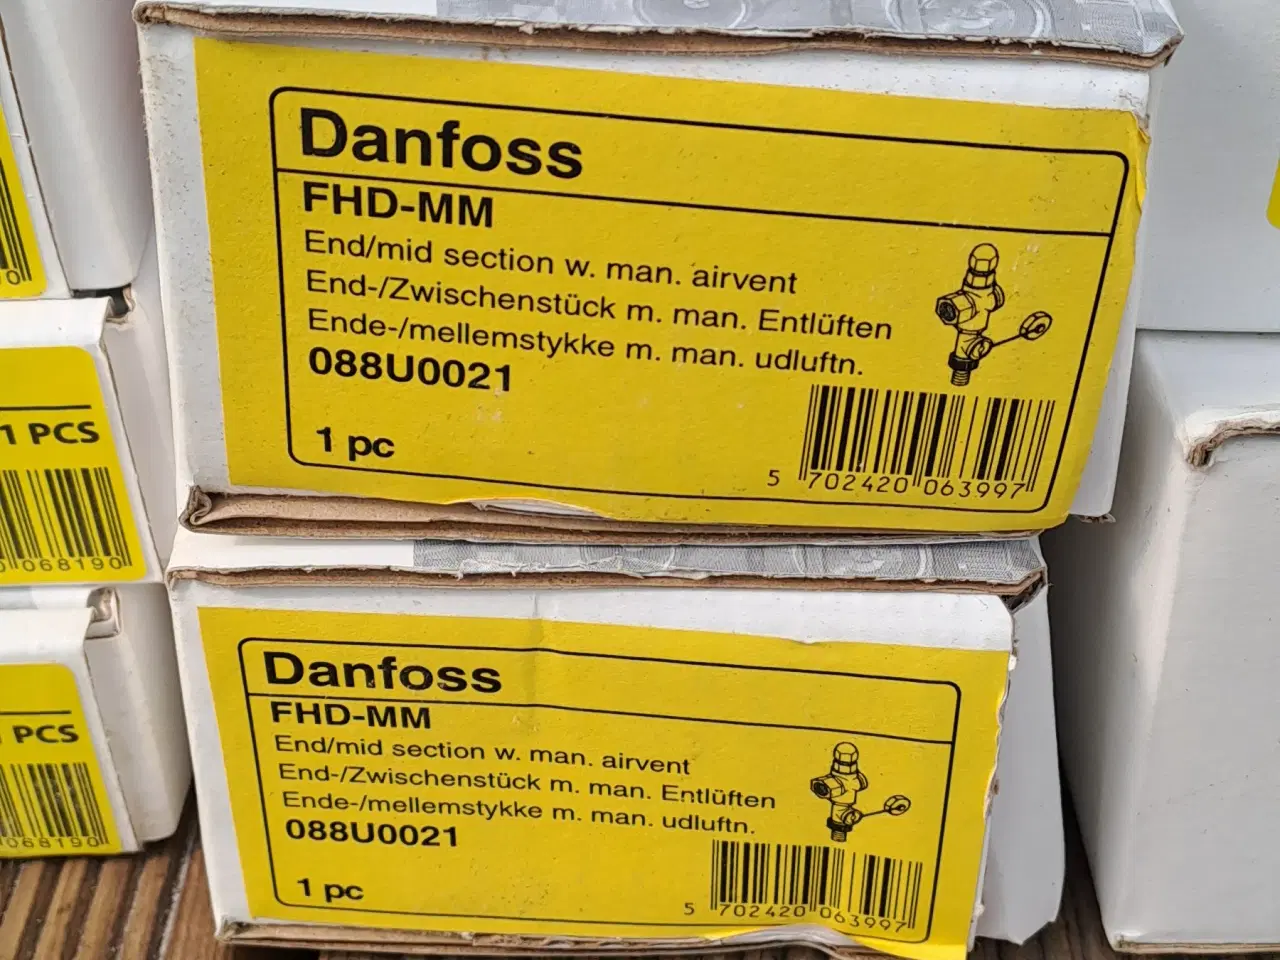 Danfoss
FHD-MM
End/mid section w. man. airvent
End-/Zwischenstück m. man. Entlüften
Ende-/mellemstykke m. man. udluftn.
088U0021
1 pc
5 702420 063997
Danfoss
FHD-MM
End/mid section w. man. airvent
End-/Zwischenstück m. man. Entlüften
Ende-/mellemstykke m. man. udluftn.
088U0021
1 pc
5 702420 063997
1 PCS
068190
PCS
068190